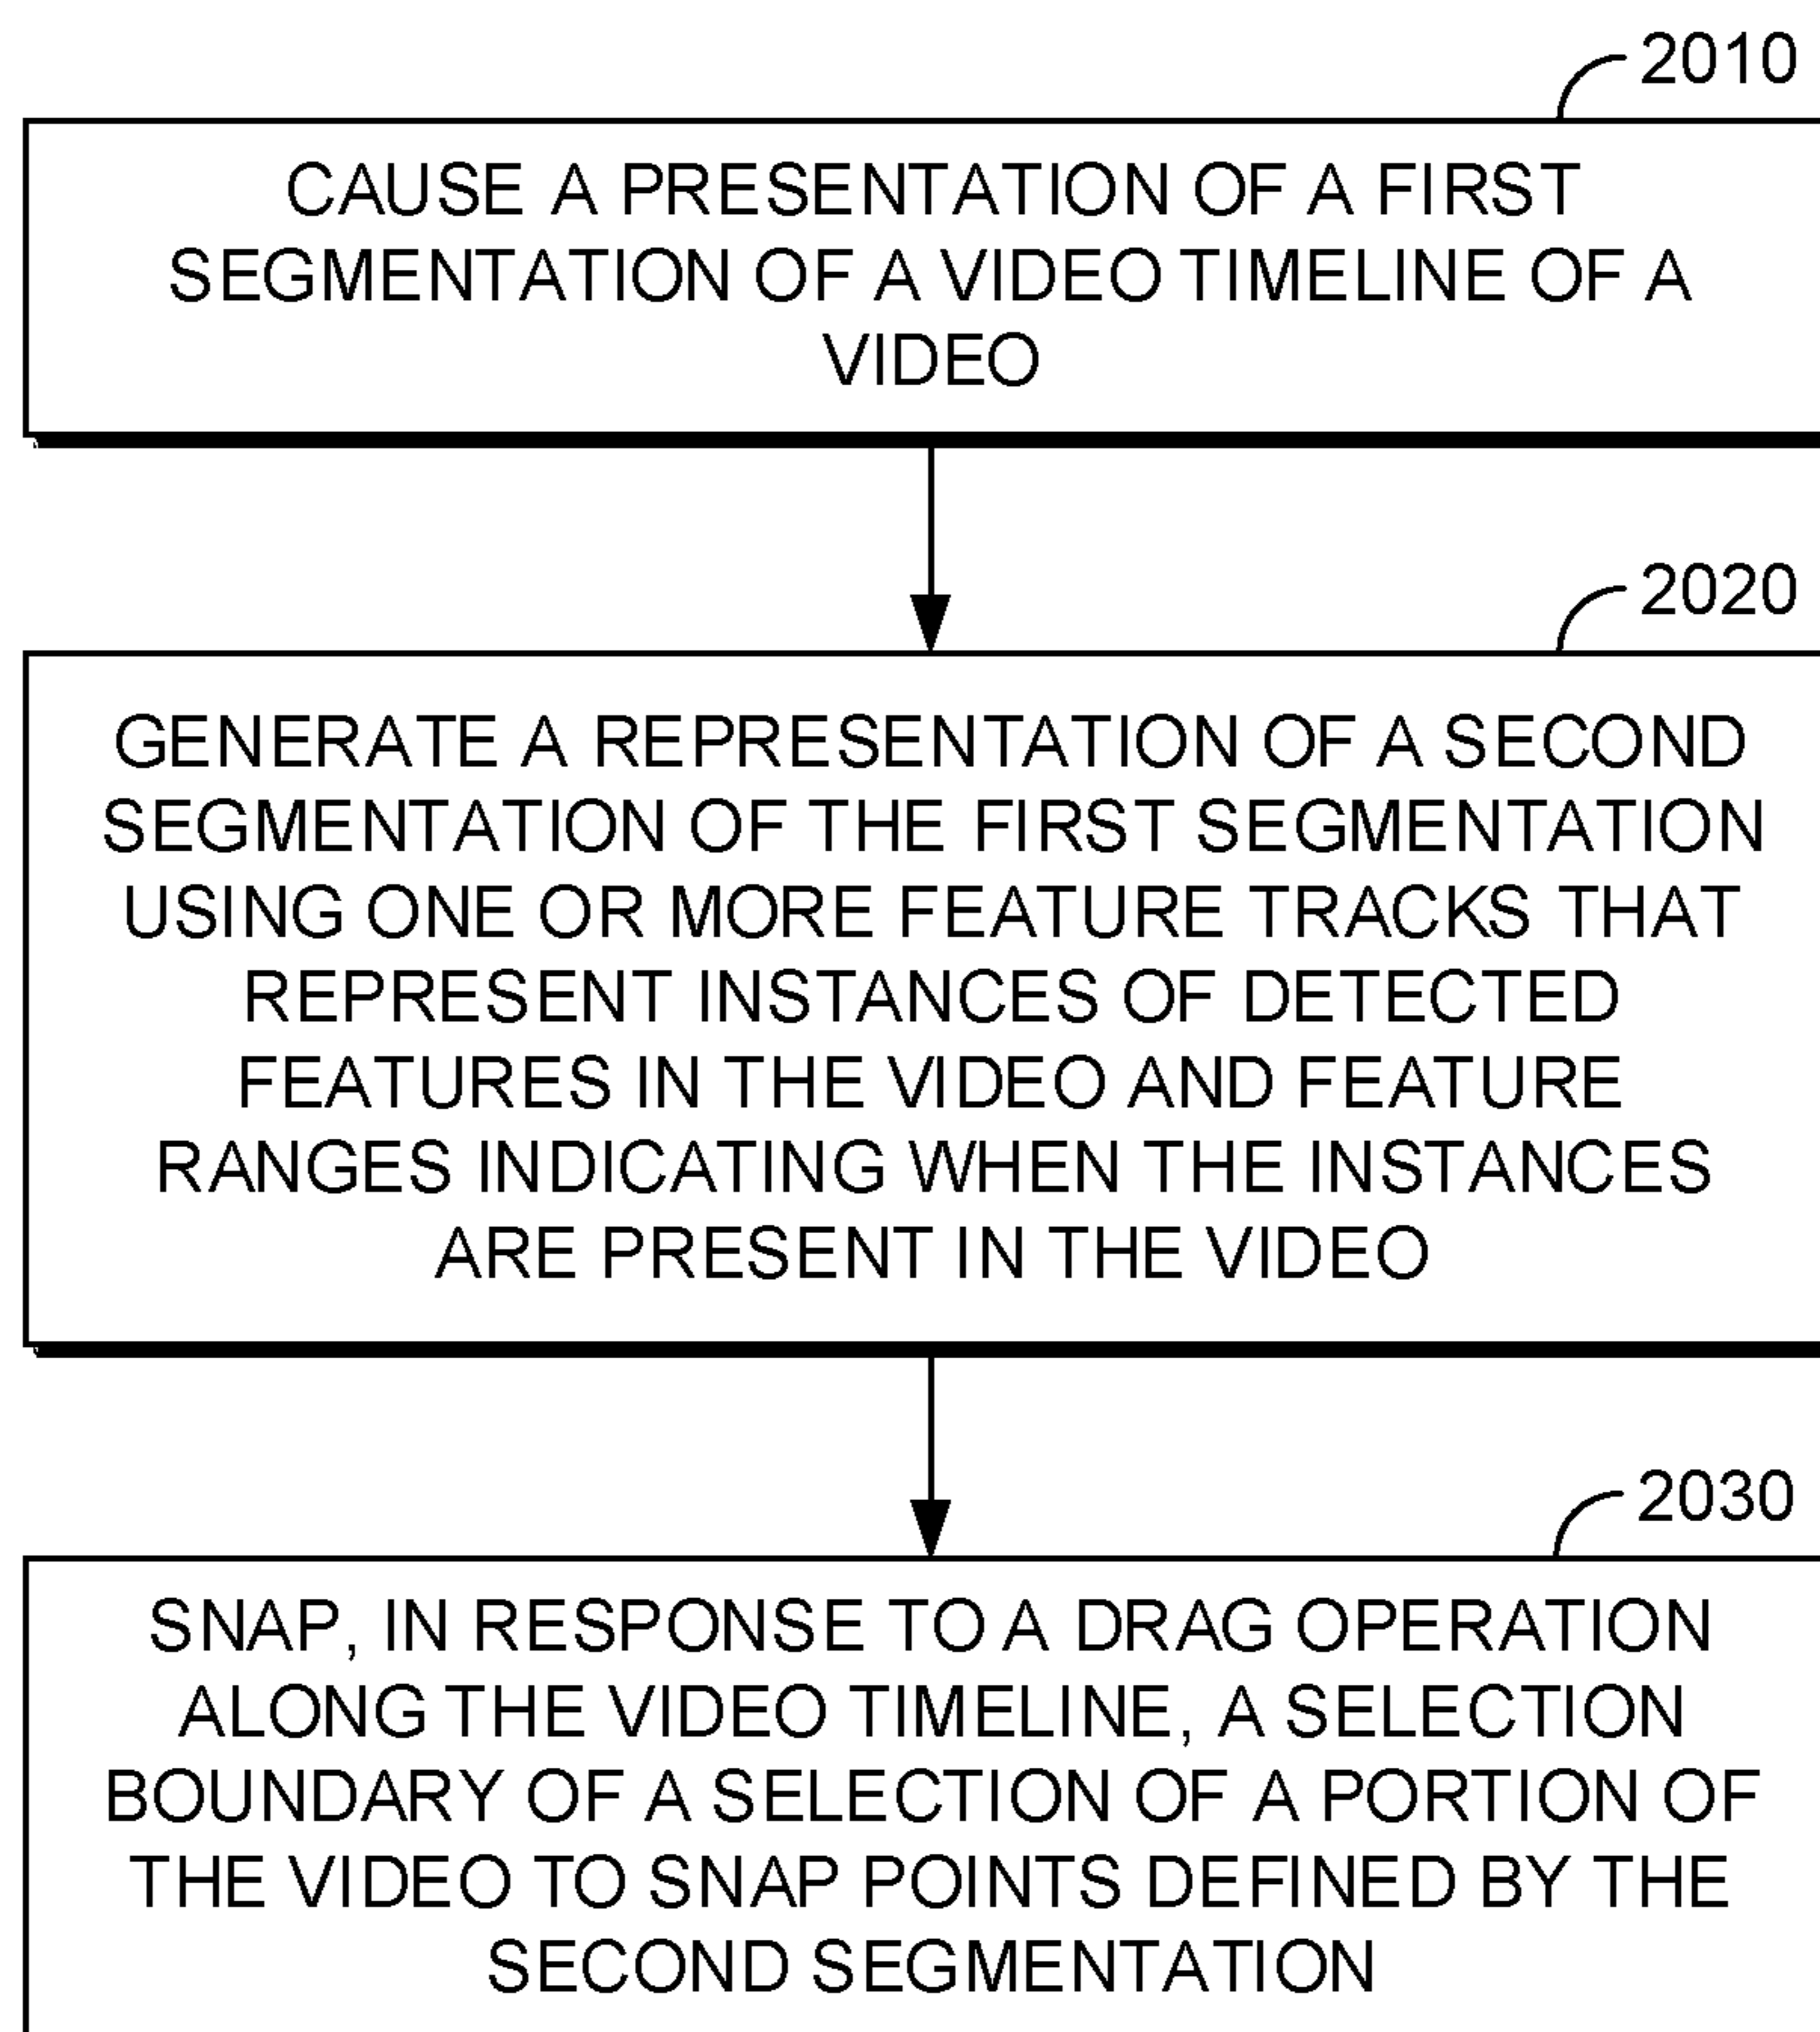 2010
CAUSE A PRESENTATION OF A FIRST
SEGMENTATION OF A VIDEO TIMELINE OF A
VIDEO
2020
GENERATE A REPRESENTATION OF A SECOND
SEGMENTATION OF THE FIRST SEGMENTATION
USING ONE OR MORE FEATURE TRACKS THAT
REPRESENT INSTANCES OF DETECTED
FEATURES IN THE VIDEO AND FEATURE
RANGES INDICATING WHEN THE INSTANCES
ARE PRESENT IN THE VIDEO
2030
SNAP, IN RESPONSE TO A DRAG OPERATION
ALONG THE VIDEO TIMELINE, A SELECTION
BOUNDARY OF A SELECTION OF A PORTION OF
THE VIDEO TO SNAP POINTS DEFINED BY THE
SECOND SEGMENTATION